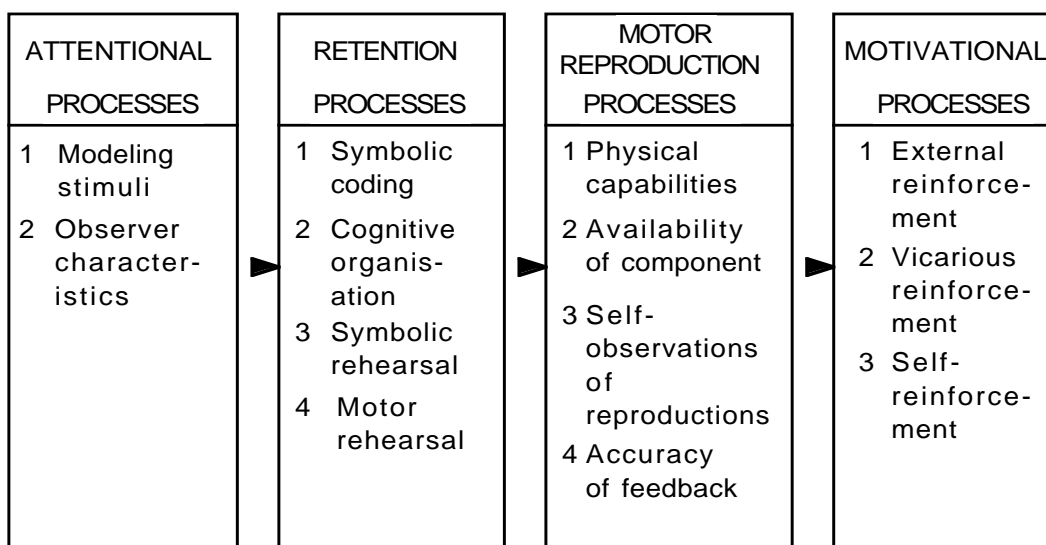 ATTENTIONAL
PROCESSES
1 Modeling
stimuli
2 Observer
character-
istics
RETENTION
PROCESSES
1 Symbolic
coding
2 Cognitive
organis-
ation
3 Symbolic
rehearsal
4 Motor
rehearsal
MOTOR
REPRODUCTION
PROCESSES
1 Physical
capabilities
2 Availability
of component
3 Self-
observations
of
reproductions
4 Accuracy
of feedback
MOTIVATIONAL
PROCESSES
1 External
reinforce-
ment
2 Vicarious
reinforce-
ment
3 Self-
reinforce-
ment